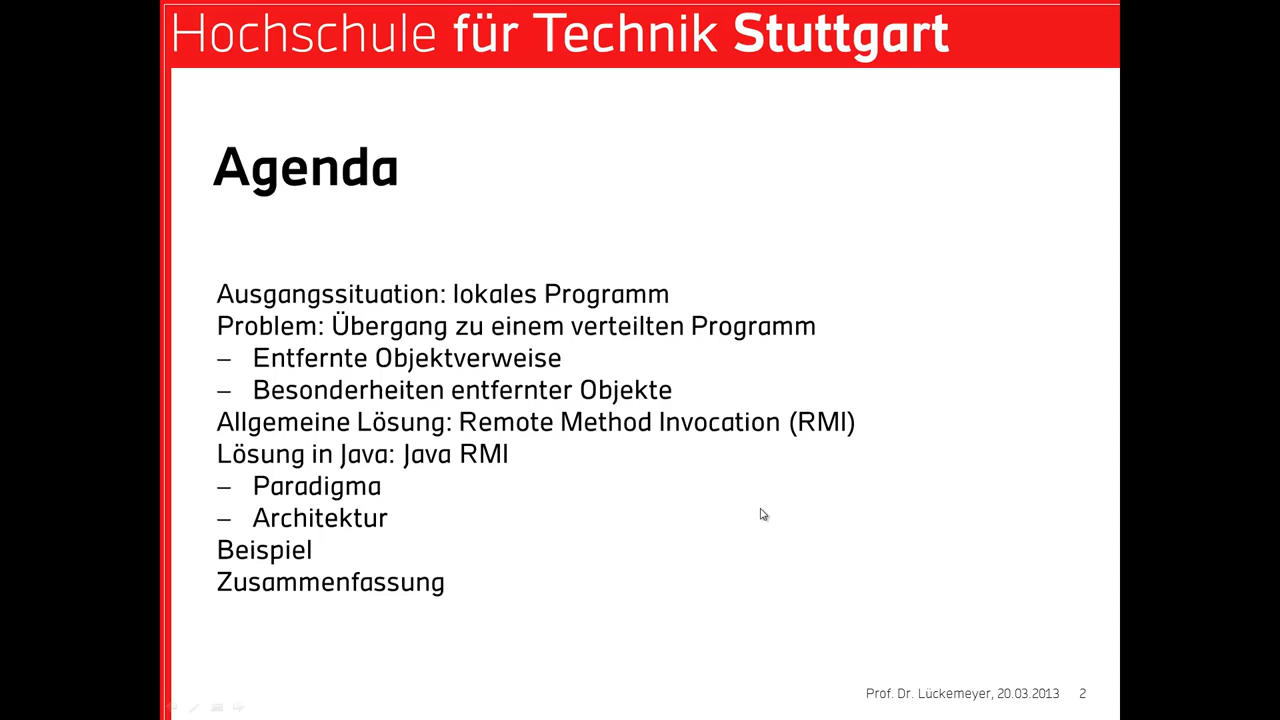 Hochschule für Technik Stuttgart
Agenda
Ausgangssituation: lokales Programm
Problem: Übergang zu einem verteilten Programm
– Entfernte Objektverweise
– Besonderheiten entfernter Objekte
Allgemeine Lösung: Remote Method Invocation (RMI)
Lösung in Java: Java RMI
– Paradigma
– Architektur
Beispiel
Zusammenfassung
Prof. Dr. Lückemeyer, 20.03.2013 2